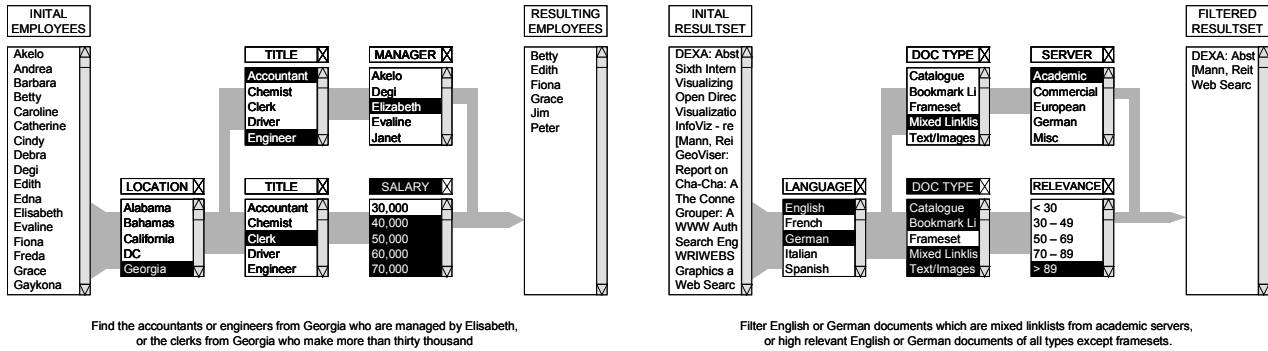 INITAL
EMPLOYEES
Akelo
Andrea
Barbara
Betty
Caroline
Catherine
Cindy
Debra
Degi
Edith
Edna
Elisabeth
Evaline
Fiona
Freda
Grace
Gaykona
LOCATION
Alabama
Bahamas
California
DC
Georgia
TITLE
Accountant
Chemist
Clerk
Driver
Engineer
MANAGER
Akelo
Degi
Elizabeth
Evaline
Janet
TITLE
Accountant
Chemist
Clerk
Driver
Engineer
SALARY
30,000
40,000
50,000
60,000
70,000
RESULTING
EMPLOYEES
Betty
Edith
Fiona
Grace
Jim
Peter
Find the accountants or engineers from Georgia who are managed by Elisabeth,
or the clerks from Georgia who make more than thirty thousand
INITAL
RESULTSET
DEXA: Abst
Sixth Intern
Visualizing
Open Direc
Visualizatio
InfoViz - re
[Mann, Rei
GeoViser:
Report on
Cha-Cha: A
The Conne
Grouper: A
WWW Auth
Search Eng
WRIWEBS
Graphics a
Web Searc
LANGUAGE
English
French
German
Italian
Spanish
DOC TYPE
Catalogue
Bookmark Li
Frameset
Mixed Linklis
Text/Images
SERVER
Academic
Commercial
European
German
Misc
DOC TYPE
Catalogue
Bookmark Li
Frameset
Mixed Linklis
Text/Images
RELEVANCE
< 30
30 – 49
50 – 69
70 – 89
> 89
FILTERED
RESULTSET
DEXA: Abst
[Mann, Reit
Web Searc
Filter English or German documents which are mixed linklists from academic servers,
or high relevant English or German documents of all types except framesets.